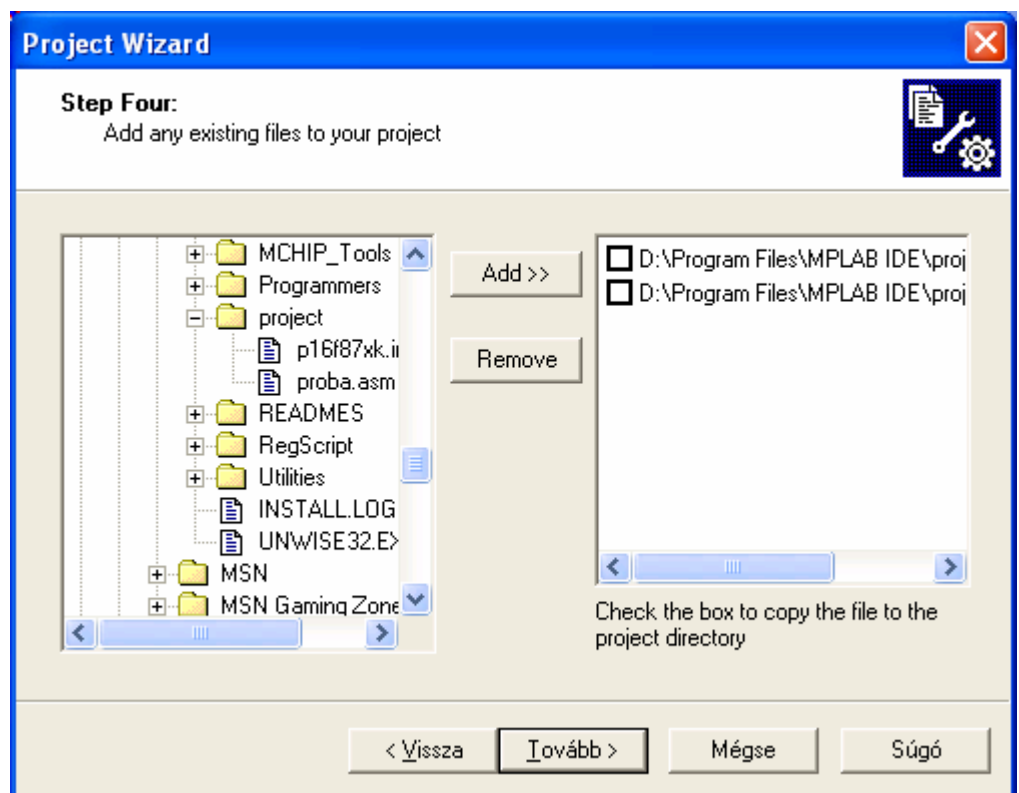 Project Wizard
Step Four:
Add any existing files to your project
MCHIP_Tools
Programmers
project
p16f87xk.i
proba.asm
READMES
RegScript
Utilities
INSTALL.LOG
UNWISE32.E
MSN
MSN Gaming Zone
Add >>
Remove
D:\Program Files\MPLAB IDE\proj
D:\Program Files\MPLAB IDE\proj
Check the box to copy the file to the
project directory
< Vissza
Tovább >
Mégse
Súgó